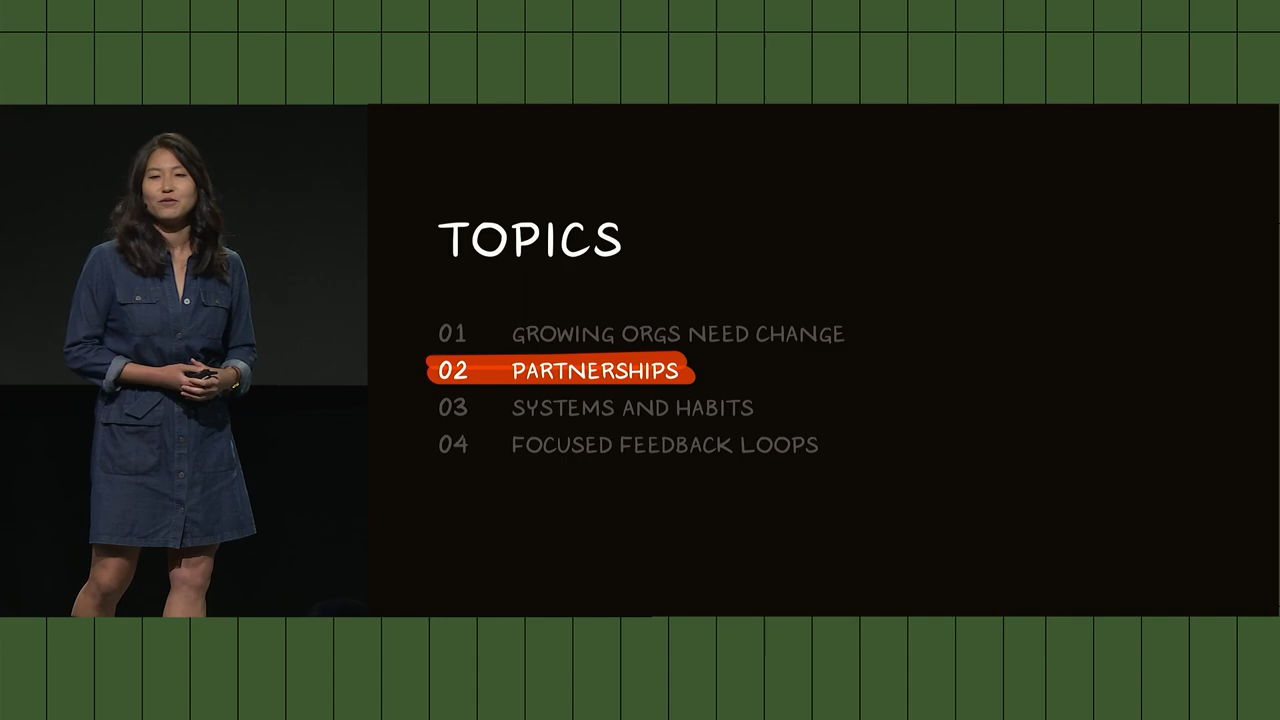 TOPICS
01 GROWING ORGS NEED CHANGE
02 PARTNERSHIPS
03 SYSTEMS AND HABITS
04 FOCUSED FEEDBACK LOOPS